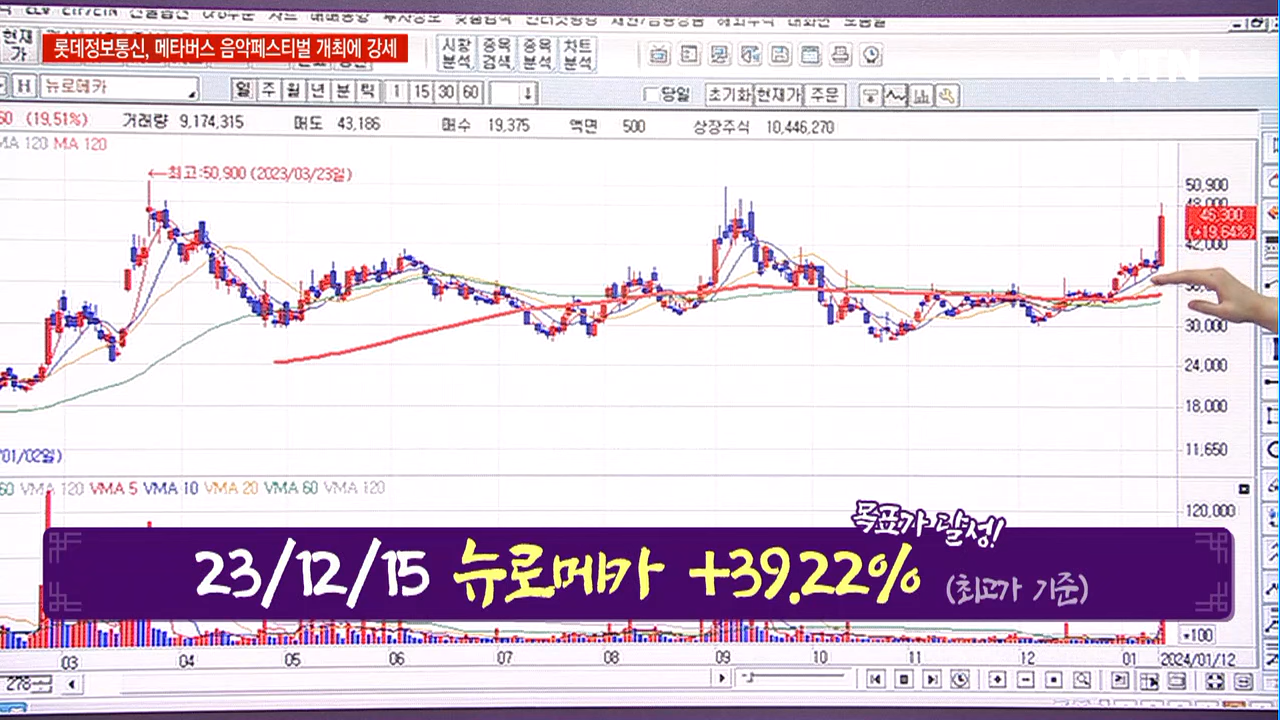 롯데정보통신, 메타버스 음악페스티벌 개최에 강세
MTN
현재가
시황분석 종목검색 종목분석 차트분석
H 뉴로메카
일 주 월 년 분 틱 1 15 30 60
당일 초기화 현재가 주문
(19.51%) 거래량 9,174,315 매도 43,186 매수 19,375 액면 500 상장주식 10,446,270
MA 120 MA 120
←최고:50,900 (2023/03/23일)
50,900
48,000
46,300
(+19.64%)
42,000
30,000
24,000
18,000
11,650
/01/02일)
60 VMA 120 VMA 5 VMA 10 VMA 20 VMA 60 VMA 120
120,000
목표가 달성!
23/12/15 뉴로메카 +39.22% (최고가 기준)
*100
03 04 05 06 07 08 09 10 11 12 01 2024/01/12
278